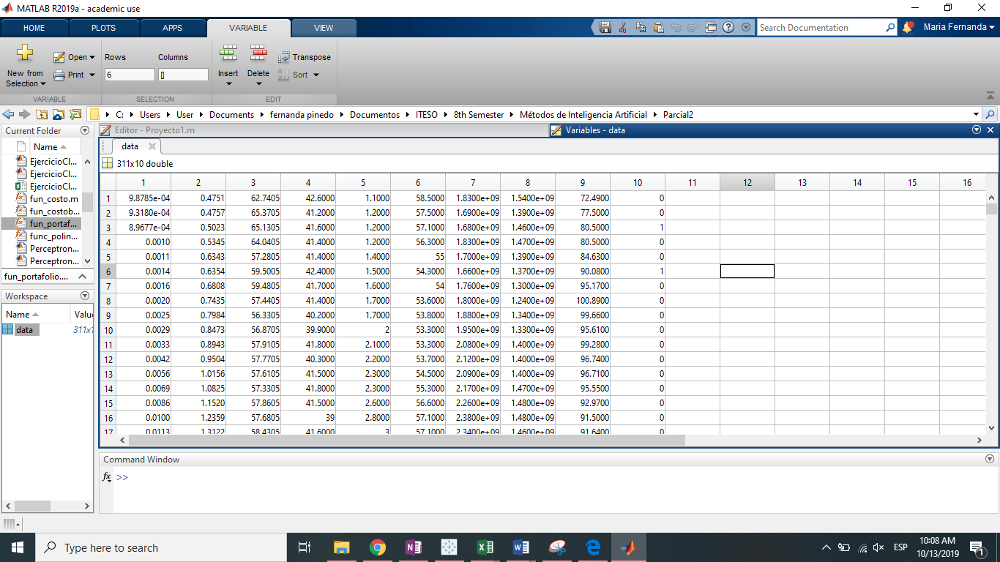 MATLAB R2019a - academic use
HOME PLOTS APPS VARIABLE VIEW Search Documentation Maria Fernanda
New from Selection Open Print Rows 6 Columns [] Insert Delete Transpose Sort
VARIABLE SELECTION EDIT
C: Users User Documents fernanda pinedo Documentos ITESO 8th Semester Métodos de Inteligencia Artificial Parcial2
Current Folder
Name
EjercicioCl...
EjercicioCl...
EjercicioCl...
fun_costo.m
fun_costob...
fun_portaf...
func_polin...
Perceptron...
Perceptron...
fun_portafolio....
Workspace
Name Value
data 311x1
Editor - Proyecto1.m Variables - data
data
311x10 double
1 2 3 4 5 6 7 8 9 10 11 12 13 14 15 16
1 9.8785e-04 0.4751 62.7405 42.6000 1.1000 58.5000 1.8300e+09 1.5400e+09 72.4900 0
2 9.3180e-04 0.4757 65.3705 41.2000 1.2000 57.5000 1.6900e+09 1.3900e+09 77.5000 0
3 8.9677e-04 0.5023 65.1305 41.6000 1.2000 57.1000 1.6800e+09 1.4600e+09 80.5000 1
4 0.0010 0.5345 64.0405 41.4000 1.2000 56.3000 1.8300e+09 1.4700e+09 80.5000 0
5 0.0011 0.6343 57.2805 41.4000 1.4000 55 1.7000e+09 1.3900e+09 84.6300 0
6 0.0014 0.6354 59.5005 42.4000 1.5000 54.3000 1.6600e+09 1.3700e+09 90.0800 1
7 0.0016 0.6808 59.4805 41.7000 1.6000 54 1.7600e+09 1.3000e+09 95.1700 0
8 0.0020 0.7435 57.4405 41.4000 1.7000 53.6000 1.8000e+09 1.2400e+09 100.8900 0
9 0.0025 0.7984 56.3305 40.2000 1.7000 53.8000 1.8800e+09 1.3400e+09 99.6600 0
10 0.0029 0.8473 56.8705 39.9000 2 53.3000 1.9500e+09 1.3300e+09 95.6100 0
11 0.0033 0.8943 57.9105 41.8000 2.1000 53.3000 2.0800e+09 1.4000e+09 99.2800 0
12 0.0042 0.9504 57.7705 40.3000 2.2000 53.7000 2.1200e+09 1.4000e+09 96.7400 0
13 0.0056 1.0156 57.6105 41.5000 2.3000 54.5000 2.0900e+09 1.4000e+09 96.7100 0
14 0.0069 1.0825 57.3305 41.8000 2.3000 55.3000 2.1700e+09 1.4700e+09 95.5500 0
15 0.0086 1.1520 57.8605 41.5000 2.6000 56.6000 2.2600e+09 1.4800e+09 92.9700 0
16 0.0100 1.2359 57.6805 39 2.8000 57.1000 2.3800e+09 1.4800e+09 91.5000 0
17 0.0113 1.3122 58.4305 41.6000 3 57.1000 2.3400e+09 1.4600e+09 91.6400 0
Command Window
fx >>
Type here to search ESP 10:08 AM
10/13/2019 1